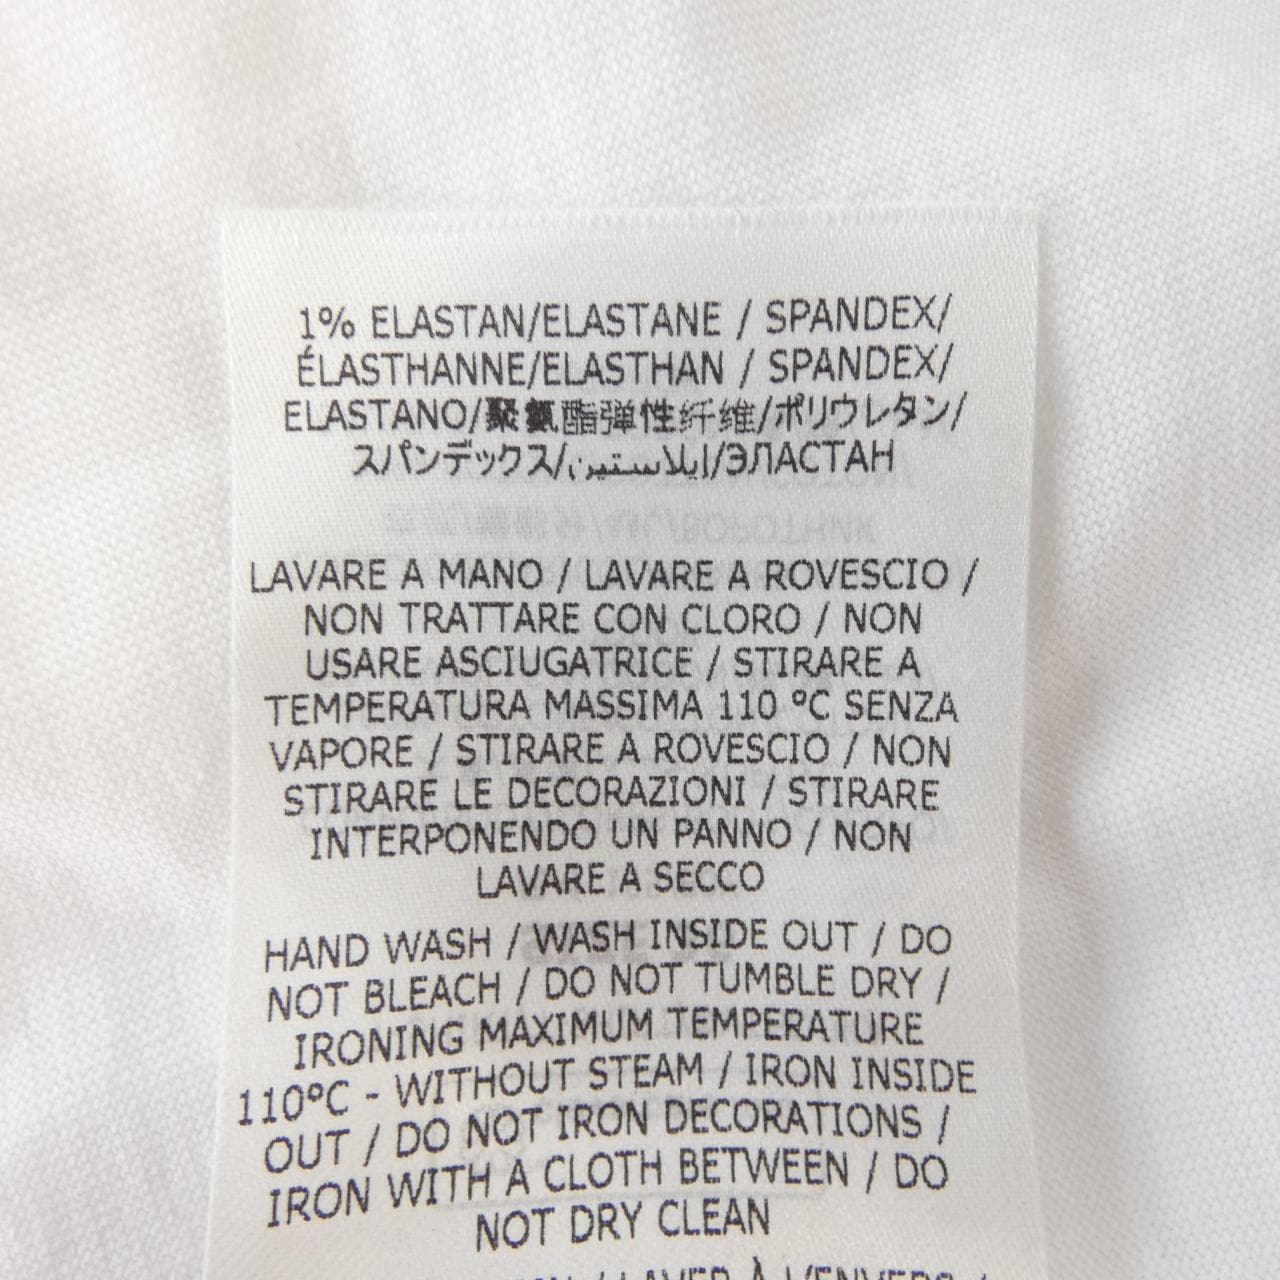 1% ELASTAN/ELASTANE / SPANDEX/
ÉLASTHANNE/ELASTHAN / SPANDEX/
ELASTANO/聚氨酯弹性纤维/ポリウレタン/
スパンデックス/ايلاستين/ЭЛАСТАН
LAVARE A MANO / LAVARE A ROVESCIO /
NON TRATTARE CON CLORO / NON
USARE ASCIUGATRICE / STIRARE A
TEMPERATURA MASSIMA 110 °C SENZA
VAPORE / STIRARE A ROVESCIO / NON
STIRARE LE DECORAZIONI / STIRARE
INTERPONENDO UN PANNO / NON
LAVARE A SECCO
HAND WASH / WASH INSIDE OUT / DO
NOT BLEACH / DO NOT TUMBLE DRY /
IRONING MAXIMUM TEMPERATURE
110°C - WITHOUT STEAM / IRON INSIDE
OUT / DO NOT IRON DECORATIONS /
IRON WITH A CLOTH BETWEEN / DO
NOT DRY CLEAN
/ LAVER À L'ENVERS /